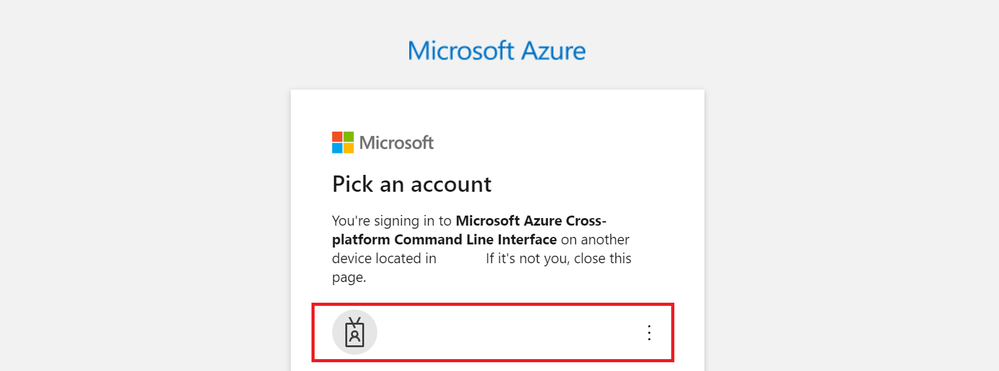 Microsoft Azure
Microsoft
Pick an account
You're signing in to Microsoft Azure Cross-
platform Command Line Interface on another
device located in If it's not you, close this
page.